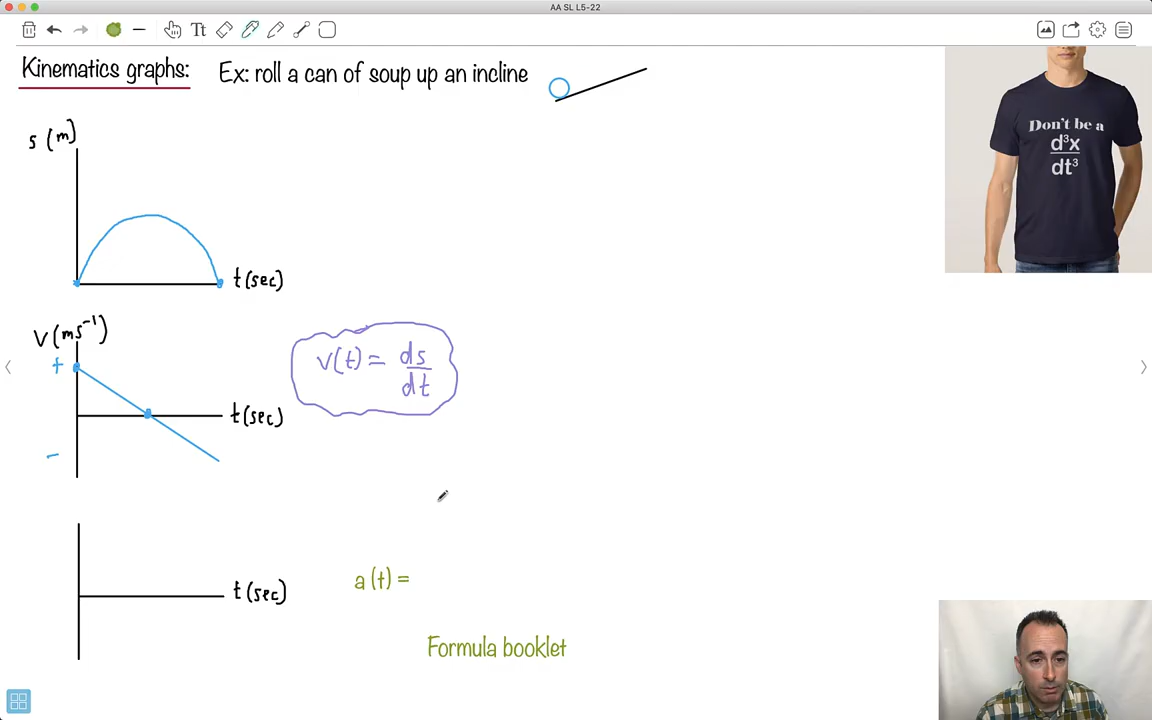 AA SL L5-22
Tt
Kinematics graphs: Ex: roll a can of soup up an incline
Don't be a
d³x
dt³
s (m)
t (sec)
v (ms⁻¹)
+
v(t) = ds
dt
t (sec)
−
t (sec)
a (t) =
Formula booklet